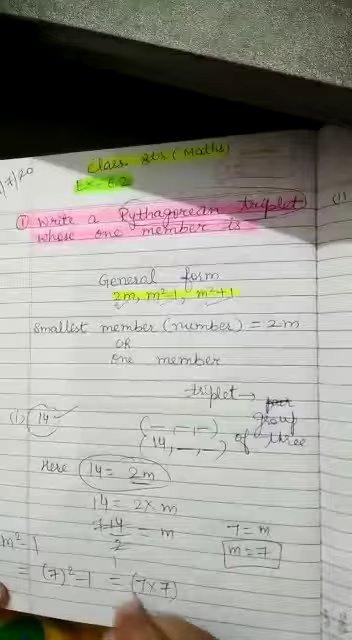 Class 8th (Maths)
Ex- 6.2
① Write a Pythagorean triplet
whose one member is
General form
2m, m²-1, m²+1
Smallest member (number) = 2m
OR
one member
triplet → group
of three
(-,-,-)
(14, _, _)
(i) 14
Here 14 = 2m
14 = 2×m
14/2 = m
7 = m
m = 7
m²-1
= (7)²-1 = (7×7)